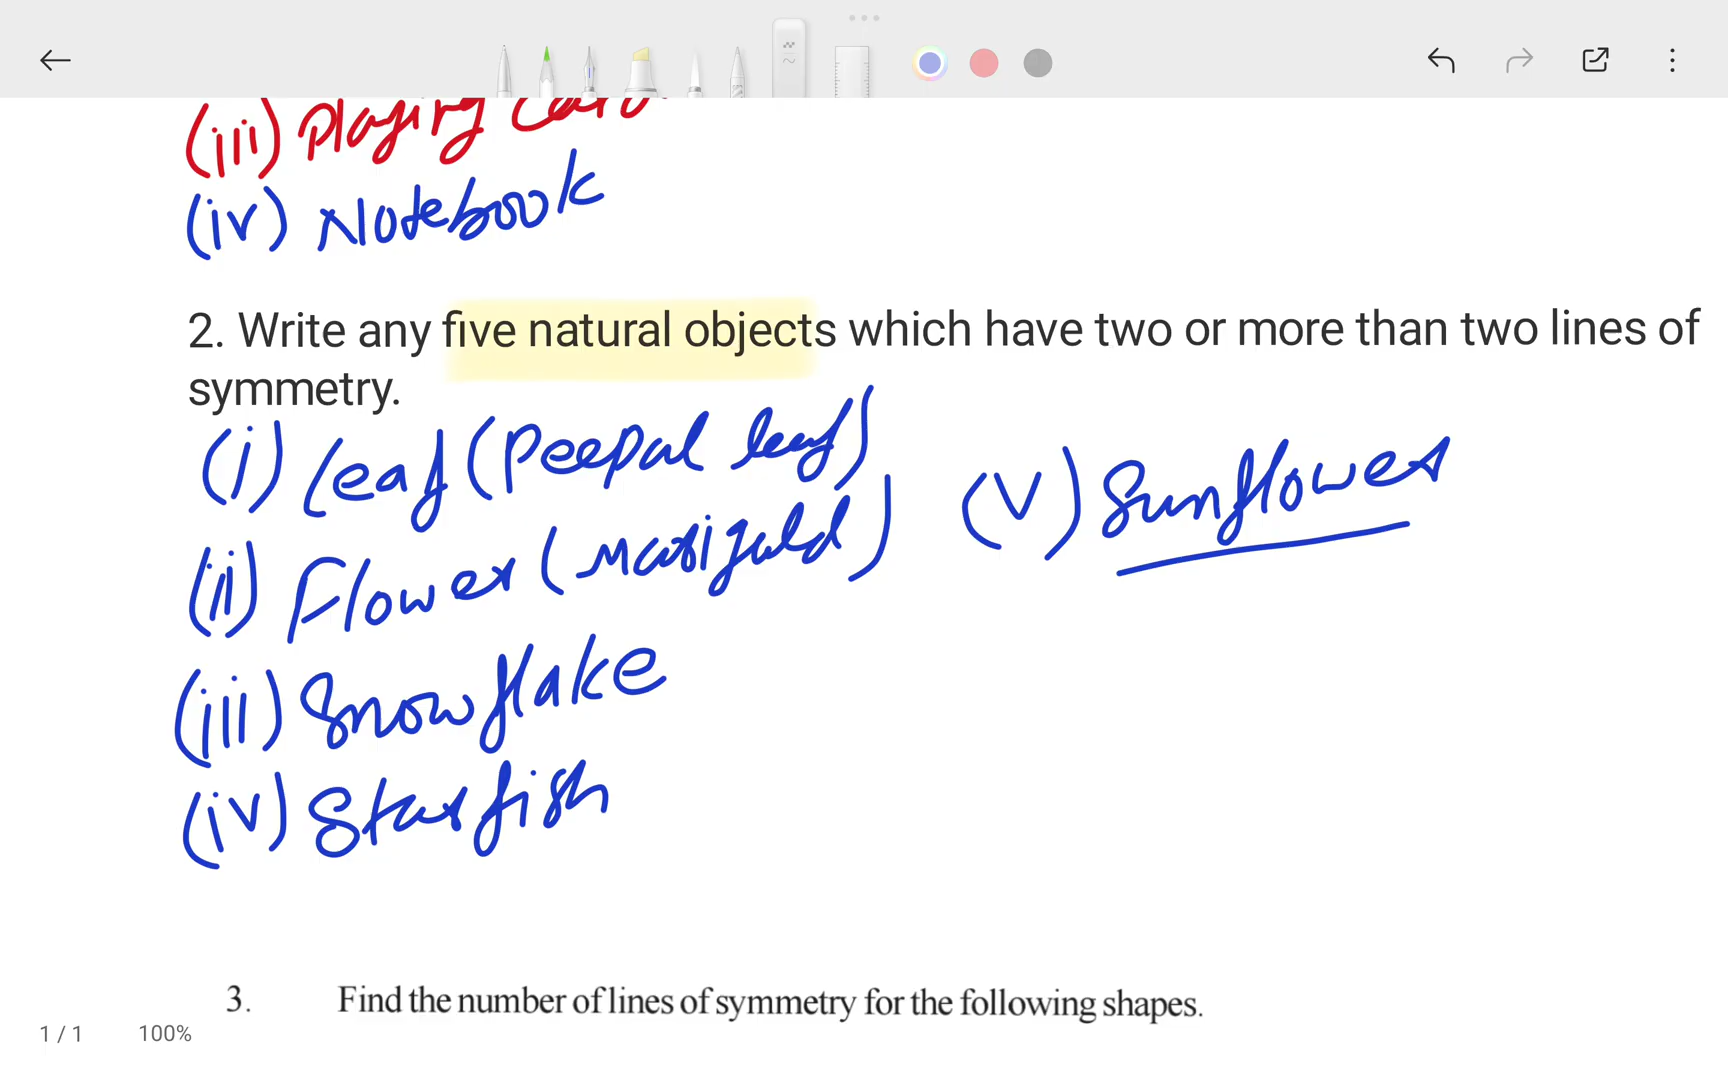 (iii) Playing Card
(iv) Notebook
2. Write any five natural objects which have two or more than two lines of
symmetry.
(i) Leaf (Peepal leaf)
(ii) Flower (Mariguld)
(iii) Snowflake
(iv) Starfish
(v) Sunflower
3. Find the number of lines of symmetry for the following shapes.
1 / 1 100%